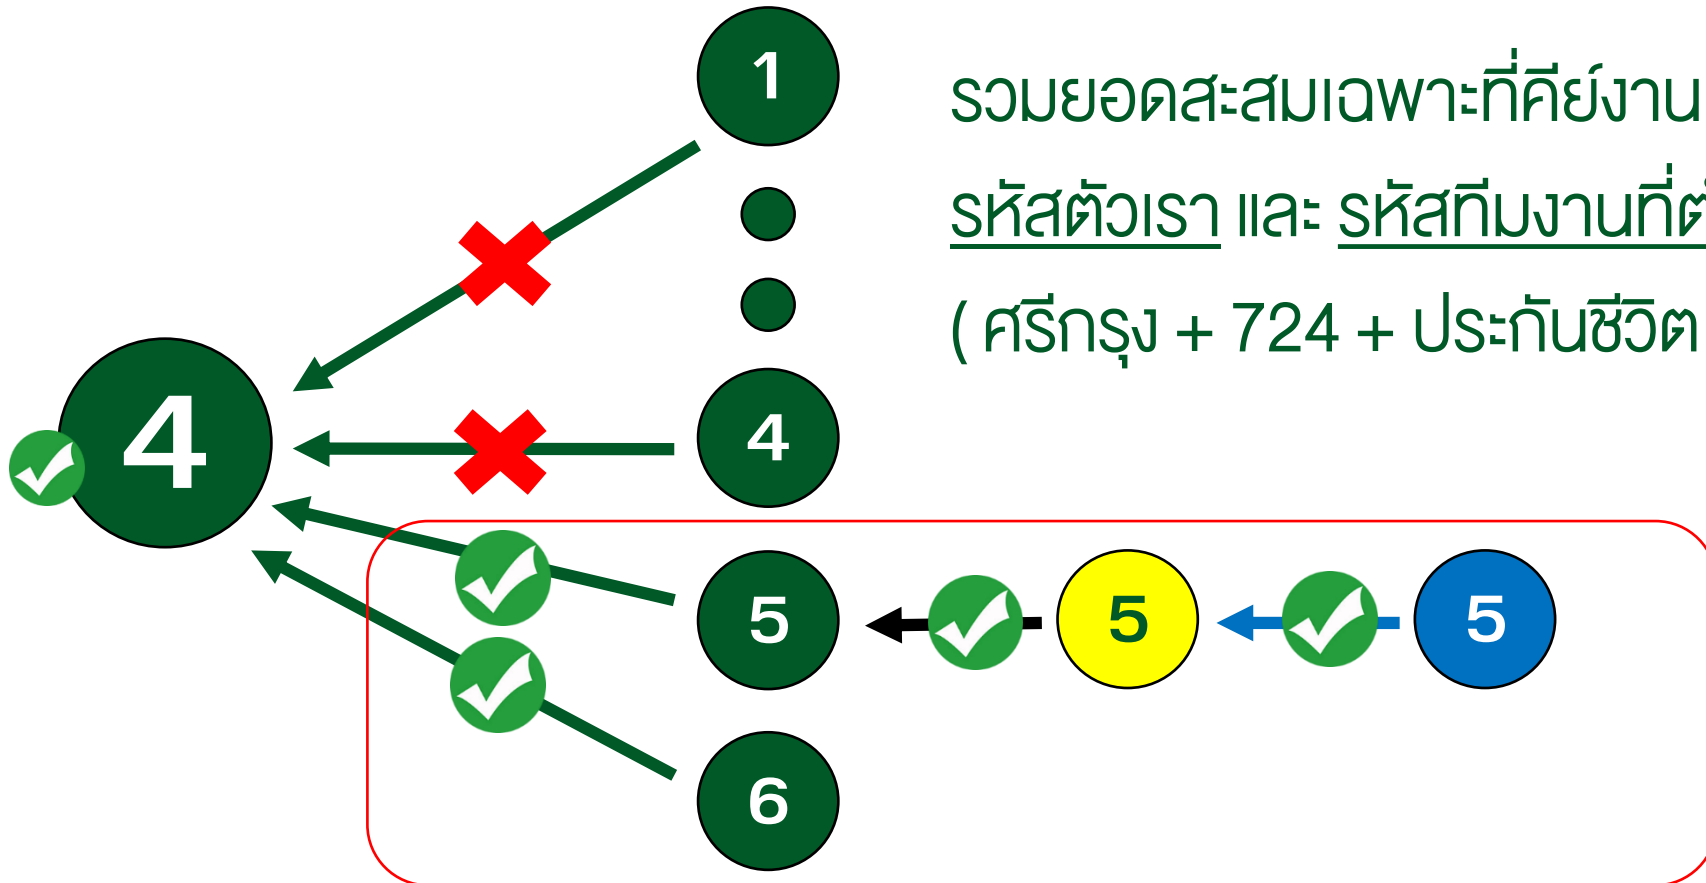 1
รวมยอดสะสมเฉพาะที่คีย์งาน
รหัสตัวเรา และ รหัสทีมงานที่
( ศรีกรุง + 724 + ประกันชีวิต
4
4
5
5
5
6